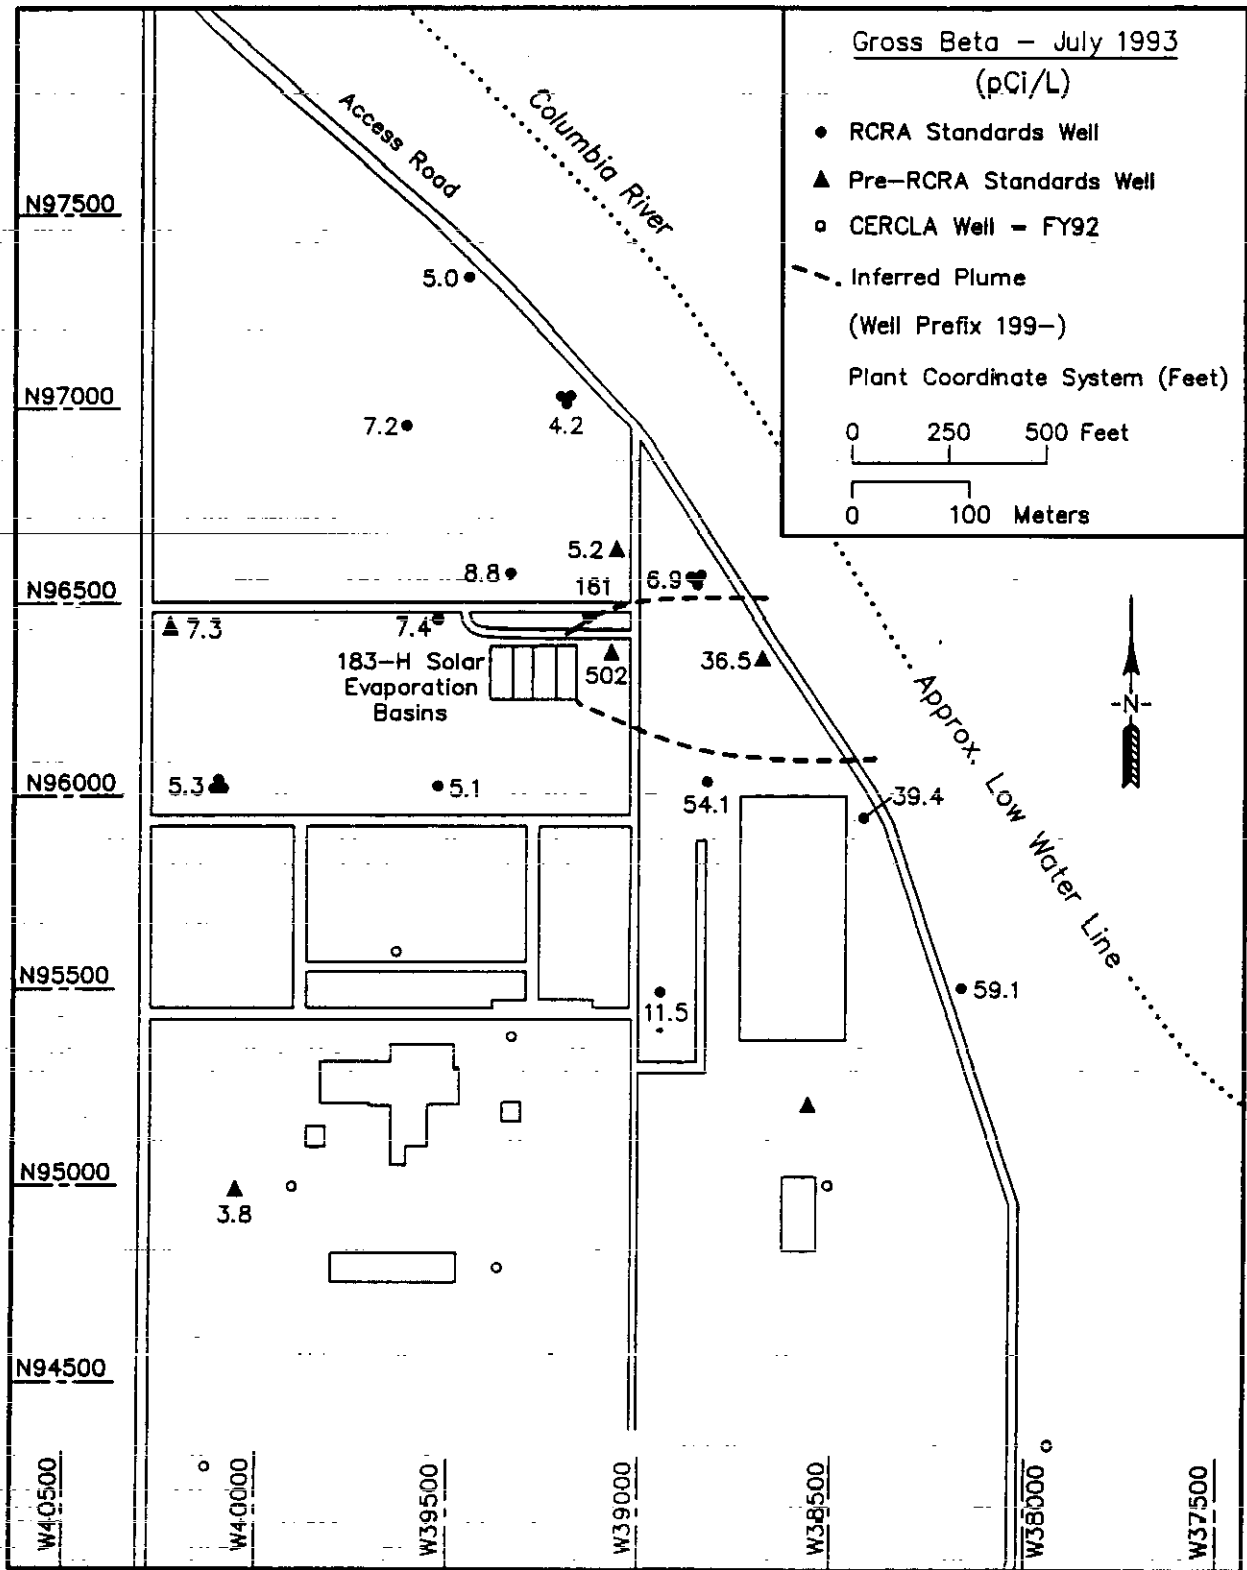 Gross Beta – July 1993
(pCi/L)
RCRA Standards Well
Pre–RCRA Standards Well
CERCLA Well – FY92
Inferred Plume
(Well Prefix 199–)
Plant Coordinate System (Feet)
0 250 500 Feet
0 100 Meters
Access Road
Columbia River
N97500
5.0
N97000
7.2
4.2
5.2
8.8
161
6.9
N96500
7.3
7.4
183–H Solar
Evaporation
Basins
502
36.5
Approx. Low Water Line
-N-
N96000
5.3
5.1
54.1
39.4
N95500
11.5
59.1
N95000
3.8
N94500
W40500
W40000
W39500
W39000
W38500
W38000
W37500